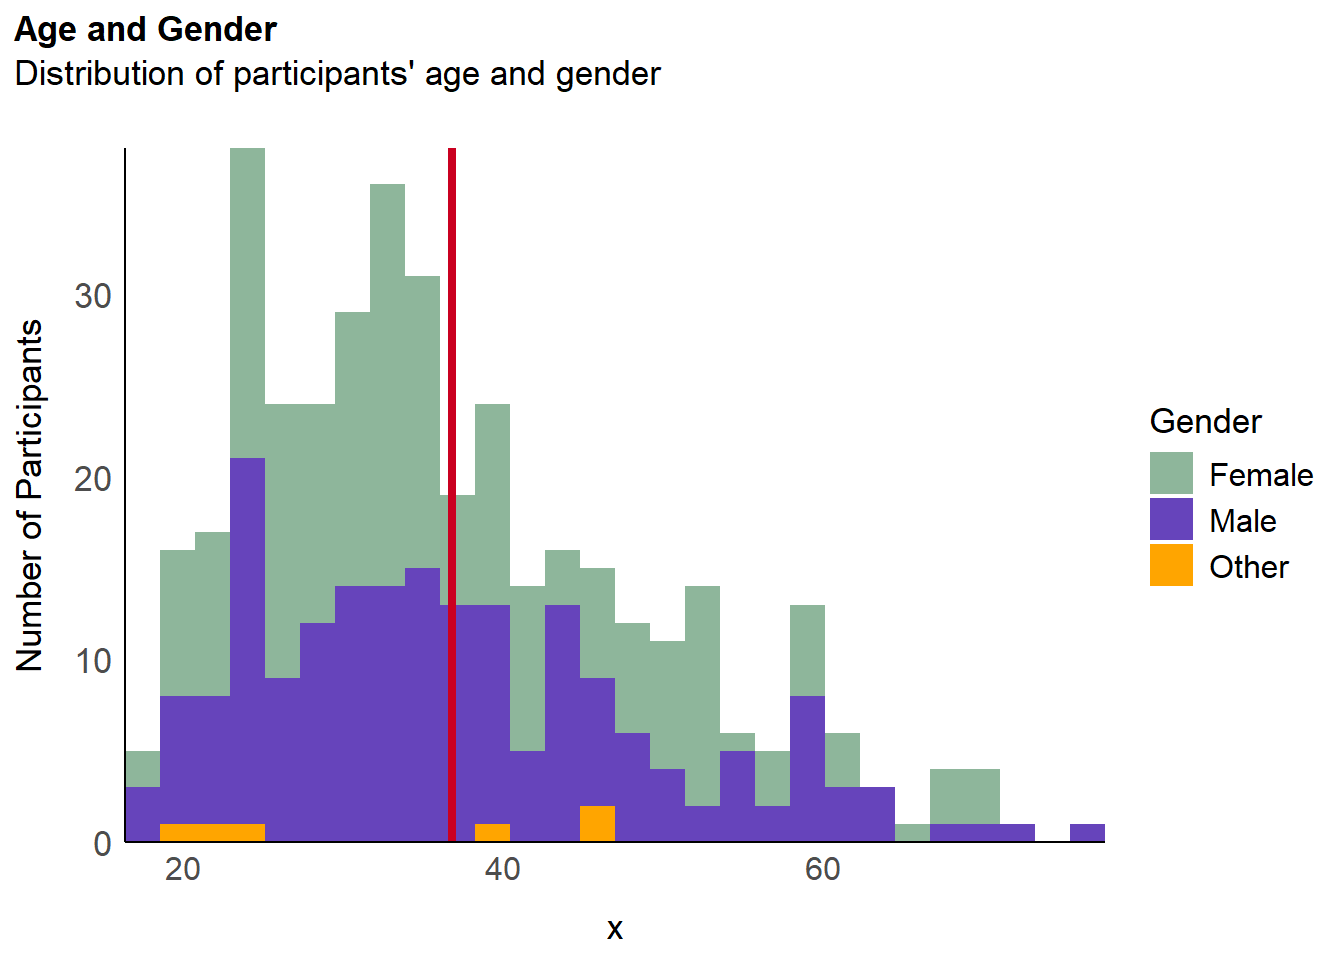 Age and Gender
Distribution of participants' age and gender
Number of Participants
30
20
10
0
20
40
60
x
Gender
Female
Male
Other